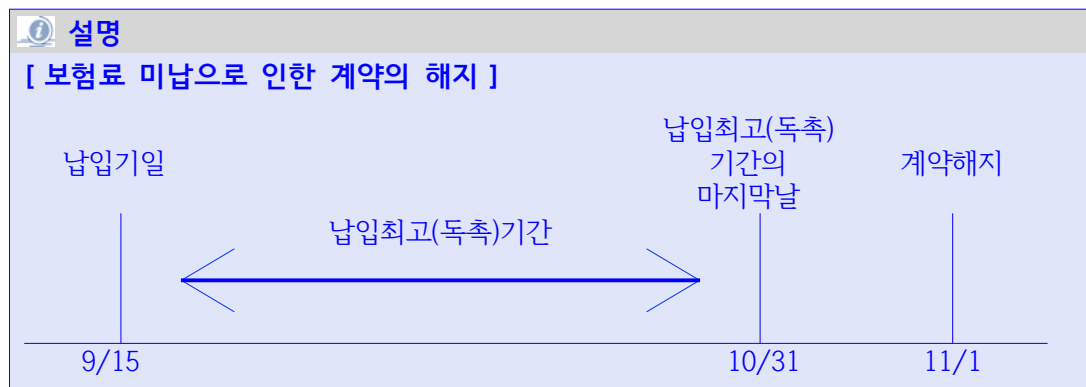 설명
[ 보험료 미납으로 인한 계약의 해지 ]
납입기일
납입최고(독촉)
기간의
마지막날
계약해지
납입최고(독촉)기간
9/15
10/31
11/1